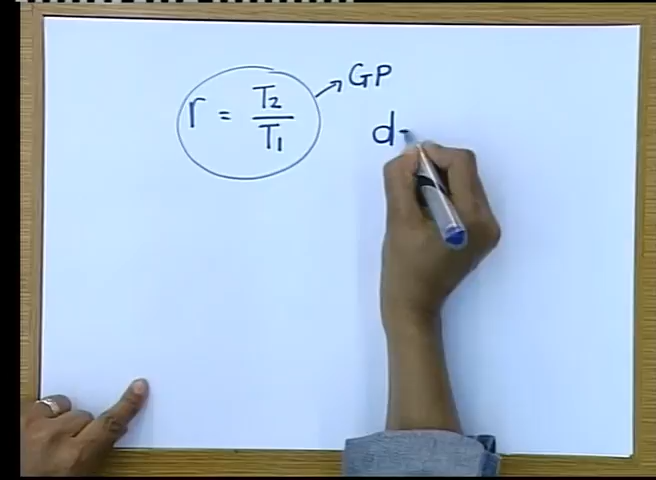 r = T₂/T₁ → GP
d -